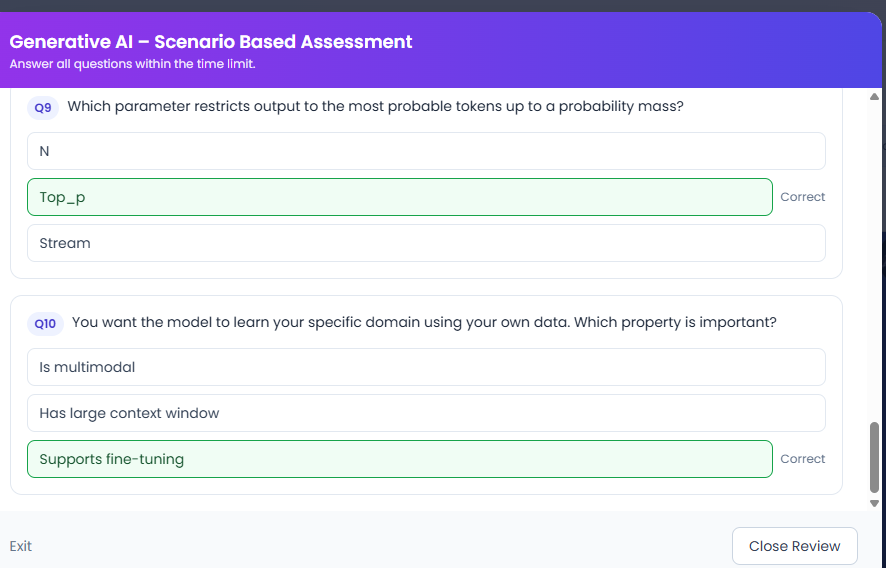 Generative AI – Scenario Based Assessment
Answer all questions within the time limit.
Q9 Which parameter restricts output to the most probable tokens up to a probability mass?
N
Top_p Correct
Stream
Q10 You want the model to learn your specific domain using your own data. Which property is important?
Is multimodal
Has large context window
Supports fine-tuning Correct
Exit Close Review